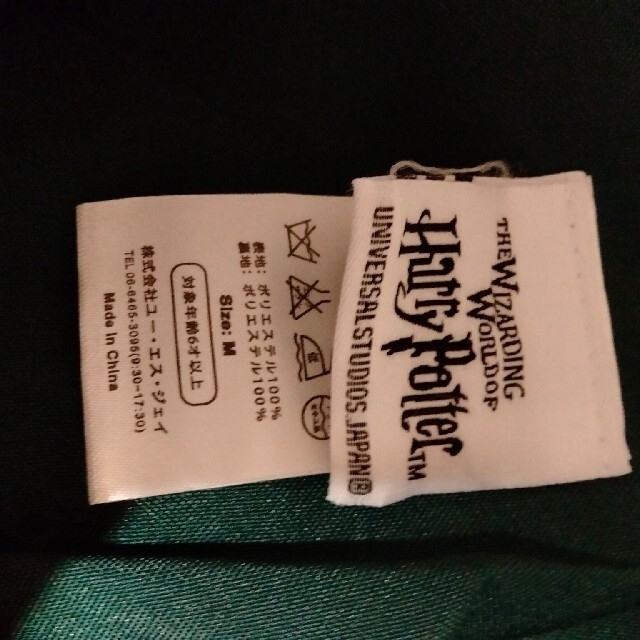 THE WIZARDING
WORLD OF
Harry Potter TM
UNIVERSAL STUDIOS JAPAN®
表地: ポリエステル100%
裏地: ポリエステル100%
Size: M
対象年齢6才以上
株式会社ユー・エス・ジェイ
TEL 06-6465-3095(9:30-17:30)
Made In China